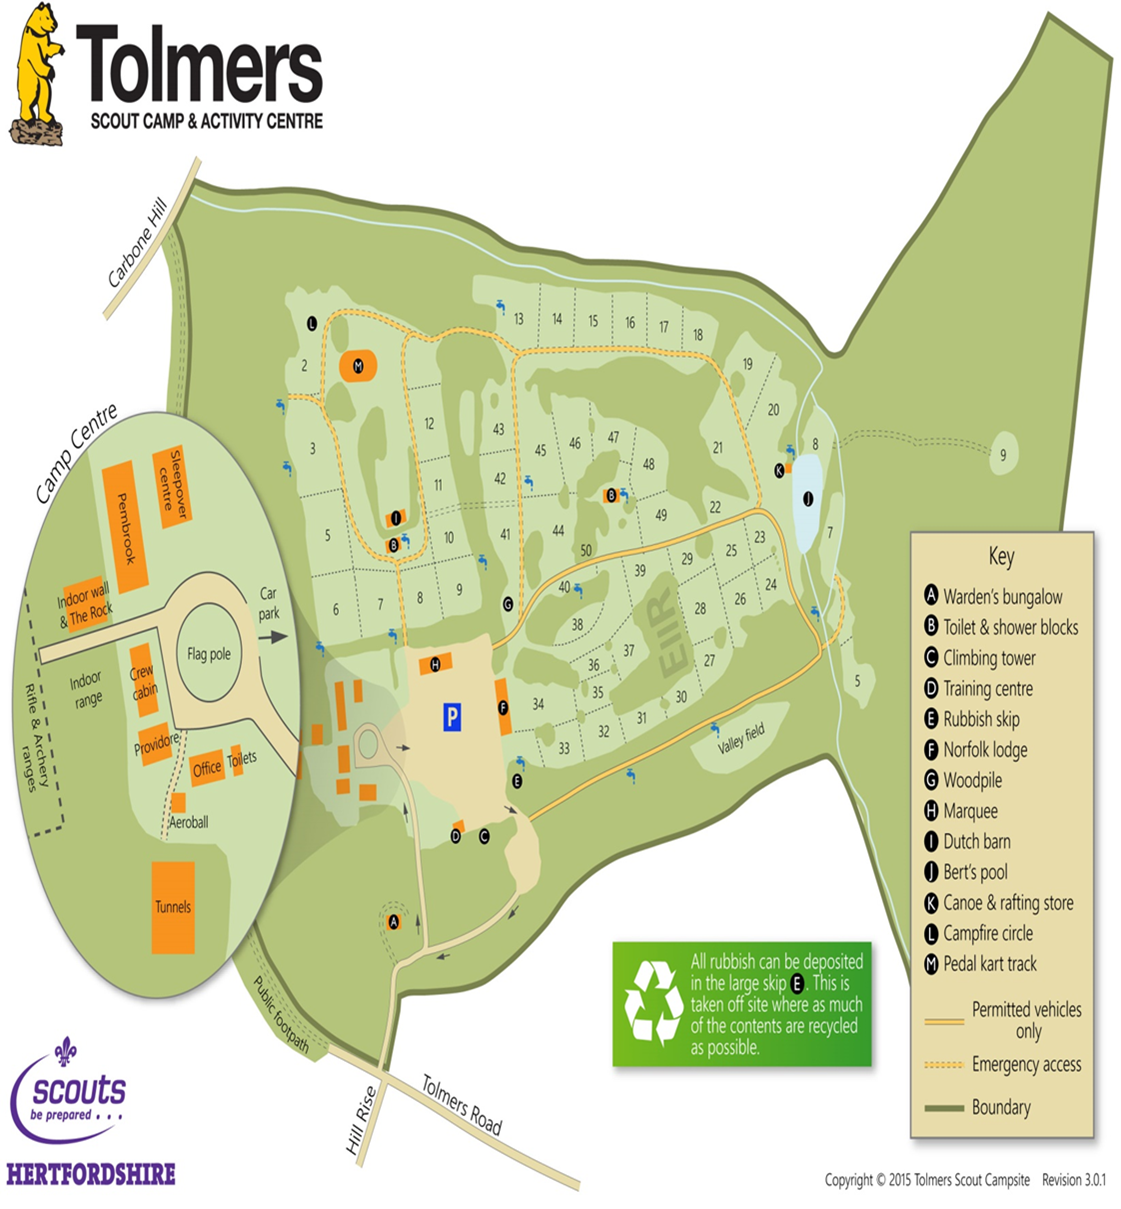 Tolmers
SCOUT CAMP & ACTIVITY CENTRE
Carbone Hill
Camp Centre
Sleepover
centre
Pembrook
Indoor wall
& The Rock
Car
park
Flag pole
Indoor
range
Crew
cabin
Rifle & Archery
ranges
Providore
Office
Toilets
Aeroball
Tunnels
L
M
2
3
5
6
7
8
9
10
11
12
I
B
13
14
15
16
17
18
19
20
21
22
23
24
25
26
27
28
29
30
31
32
33
34
35
36
37
38
39
40
41
42
43
44
45
46
47
48
49
50
B
EIIR
K
J
8
9
7
5
G
H
P
F
E
D
C
A
Valley field
Public footpath
Hill Rise
Tolmers Road
All rubbish can be deposited
in the large skip E. This is
taken off site where as much
of the contents are recycled
as possible.
Key
A Warden's bungalow
B Toilet & shower blocks
C Climbing tower
D Training centre
E Rubbish skip
F Norfolk lodge
G Woodpile
H Marquee
I Dutch barn
J Bert's pool
K Canoe & rafting store
L Campfire circle
M Pedal kart track
Permitted vehicles
only
Emergency access
Boundary
scouts
be prepared . . .
HERTFORDSHIRE
Copyright © 2015 Tolmers Scout Campsite Revision 3.0.1